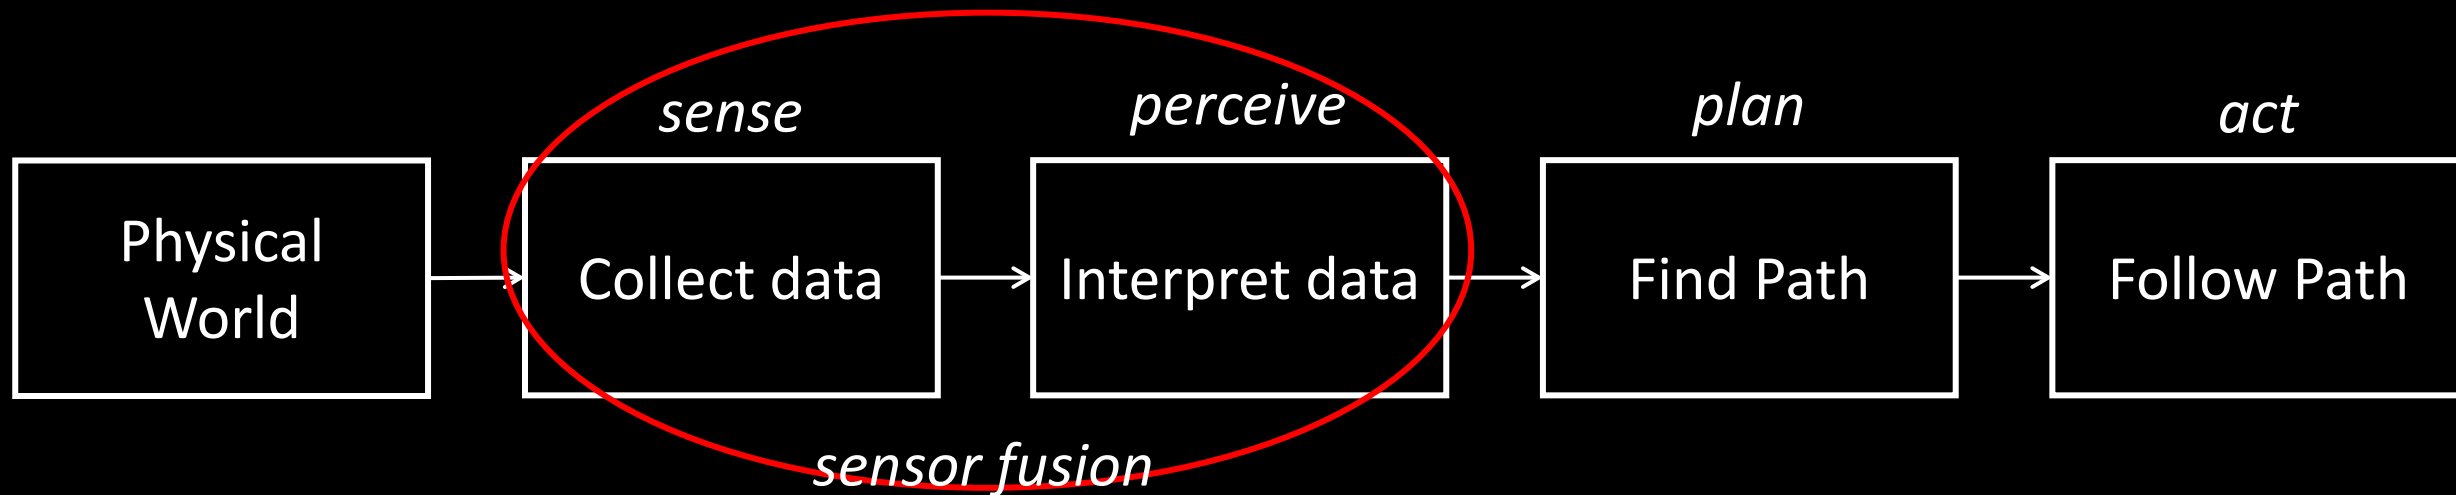 sense
perceive
plan
act
Physical
World
Collect data
Interpret data
Find Path
Follow Path
sensor fusion